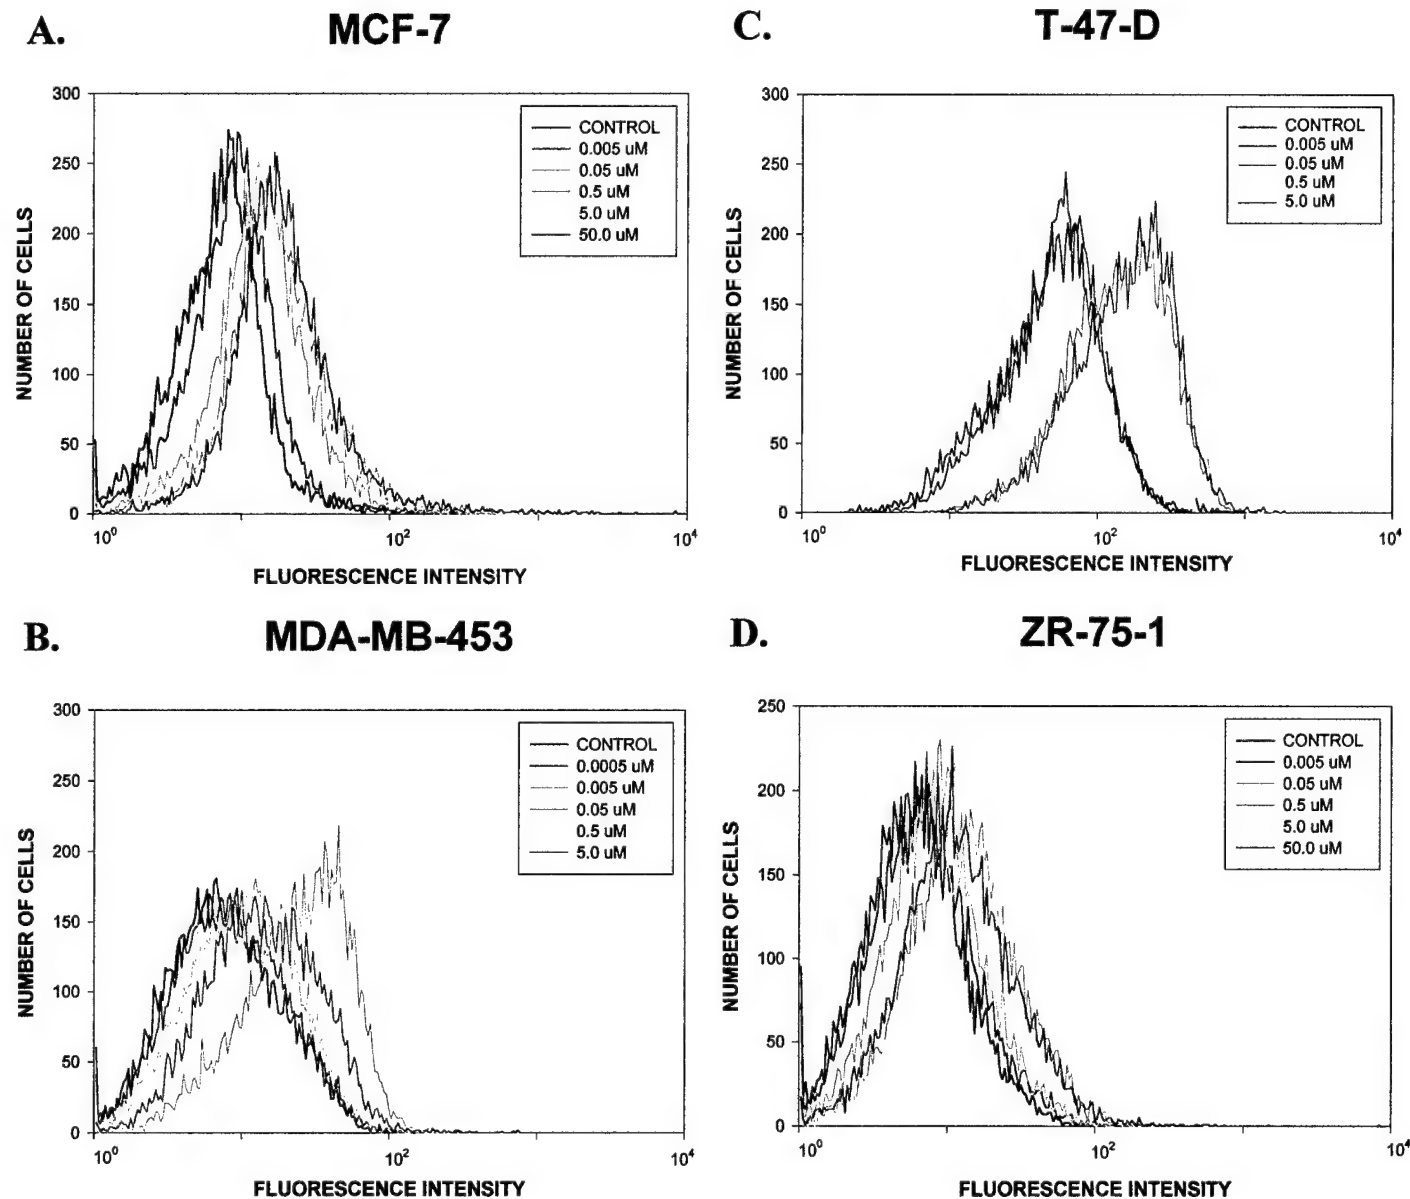 A. MCF-7
300
250
200
150
100
50
0
NUMBER OF CELLS
CONTROL
0.005 uM
0.05 uM
0.5 uM
5.0 uM
50.0 uM
10⁰ 10² 10⁴
FLUORESCENCE INTENSITY
C. T-47-D
300
250
200
150
100
50
0
NUMBER OF CELLS
CONTROL
0.005 uM
0.05 uM
0.5 uM
5.0 uM
10⁰ 10² 10⁴
FLUORESCENCE INTENSITY
B. MDA-MB-453
300
250
200
150
100
50
0
NUMBER OF CELLS
CONTROL
0.0005 uM
0.005 uM
0.05 uM
0.5 uM
5.0 uM
10⁰ 10² 10⁴
FLUORESCENCE INTENSITY
D. ZR-75-1
250
200
150
100
50
0
NUMBER OF CELLS
CONTROL
0.005 uM
0.05 uM
0.5 uM
5.0 uM
50.0 uM
10⁰ 10² 10⁴
FLUORESCENCE INTENSITY